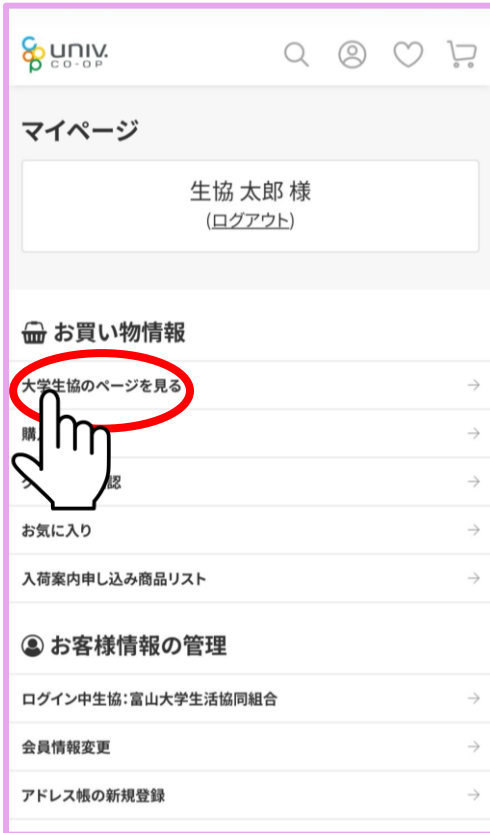 UNIV.
CO-OP
マイページ
生協 太郎 様
(ログアウト)
お買い物情報
大学生協のページを見る
購
認
お気に入り
入荷案内申し込み商品リスト
お客様情報の管理
ログイン中生協：富山大学生活協同組合
会員情報変更
アドレス帳の新規登録